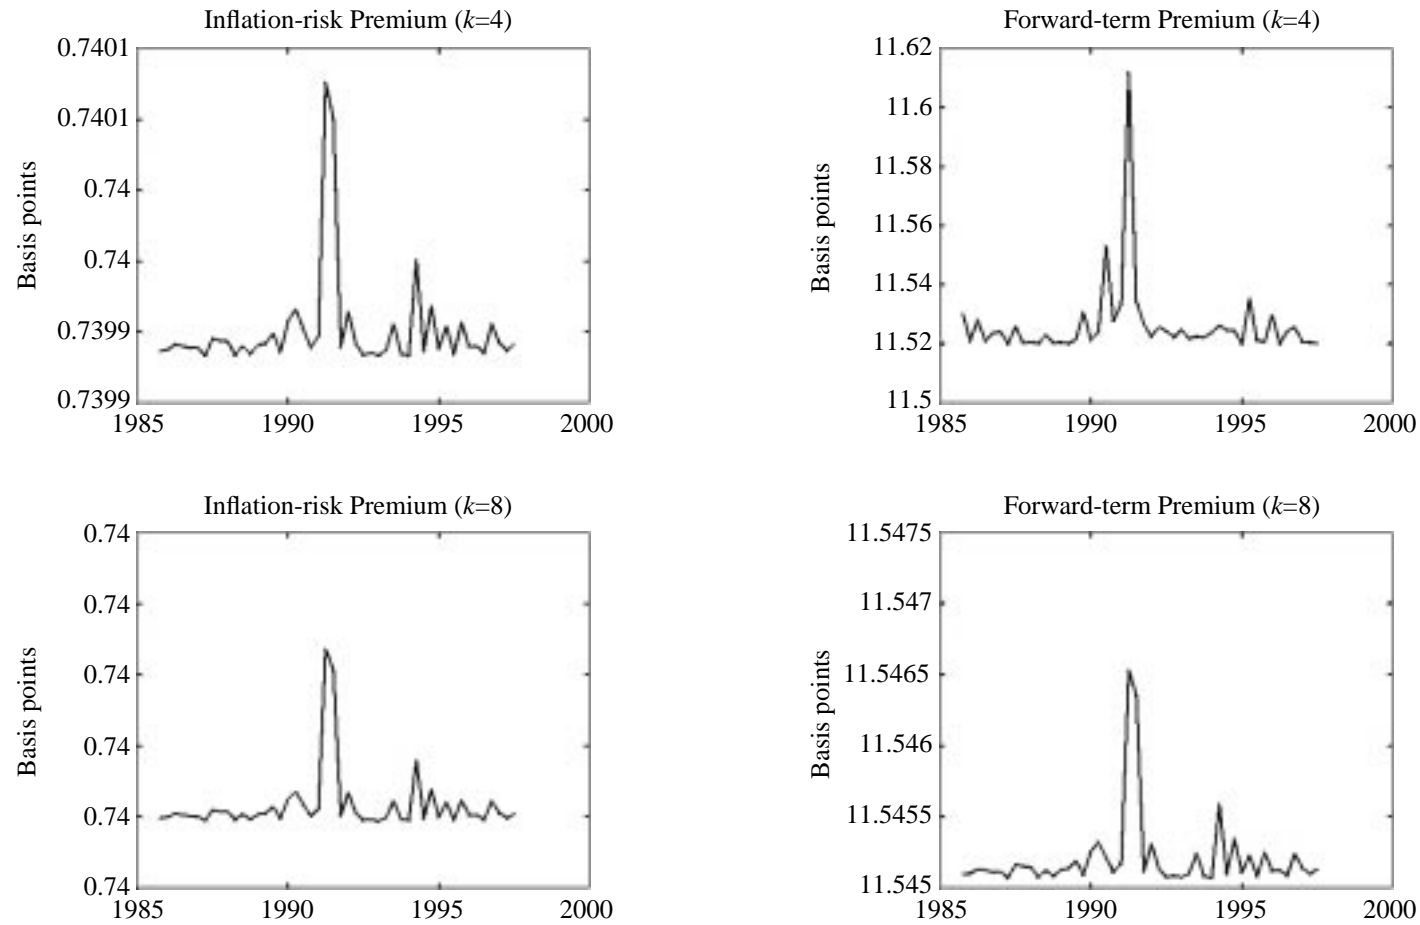 Inflation-risk Premium (k=4)
0.7401
0.7401
0.74
0.74
0.7399
0.7399
Basis points
1985 1990 1995 2000
Forward-term Premium (k=4)
11.62
11.6
11.58
11.56
11.54
11.52
11.5
Basis points
1985 1990 1995 2000
Inflation-risk Premium (k=8)
0.74
0.74
0.74
0.74
0.74
0.74
Basis points
1985 1990 1995 2000
Forward-term Premium (k=8)
11.5475
11.547
11.5465
11.546
11.5455
11.545
Basis points
1985 1990 1995 2000